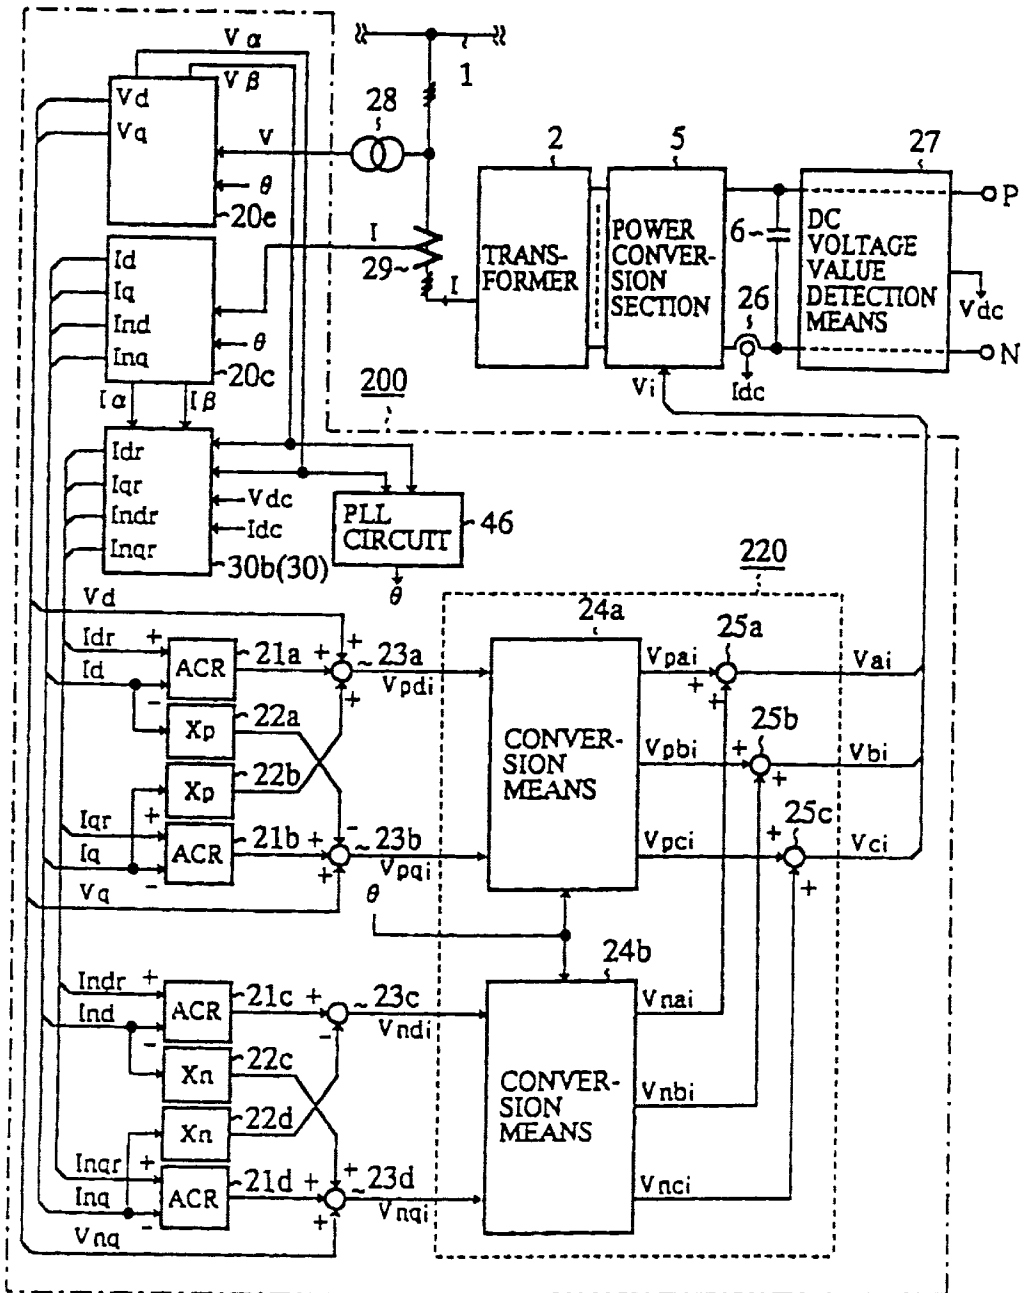 Vα
Vβ
1
28
Vd
Vq
V
θ
20e
2
5
27
TRANS-
FORMER
POWER
CONVER-
SION
SECTION
6
26
DC
VOLTAGE
VALUE
DETECTION
MEANS
P
N
Vdc
Idc
Vi
I
29
I
Id
Iq
Ind
Inq
θ
20c
Iα
Iβ
200
Idr
Iqr
Indr
Inqr
Vdc
Idc
30b(30)
PLL
CIRCUIT
46
θ
220
Vd
Idr
+
Id
-
ACR
21a
+
+
+
23a
Vpdi
Xp
22a
Xp
22b
Iqr
+
Iq
-
ACR
21b
+
-
+
23b
Vpqi
Vq
θ
24a
CONVER-
SION
MEANS
Vpai
+
+
25a
Vai
Vpbi
+
+
25b
Vbi
Vpci
+
+
25c
Vci
Indr
+
Ind
-
ACR
21c
+
-
23c
Vndi
Xn
22c
Xn
22d
Inqr
+
Inq
-
ACR
21d
+
+
+
23d
Vnqi
Vnq
24b
CONVER-
SION
MEANS
Vnai
Vnbi
Vnci